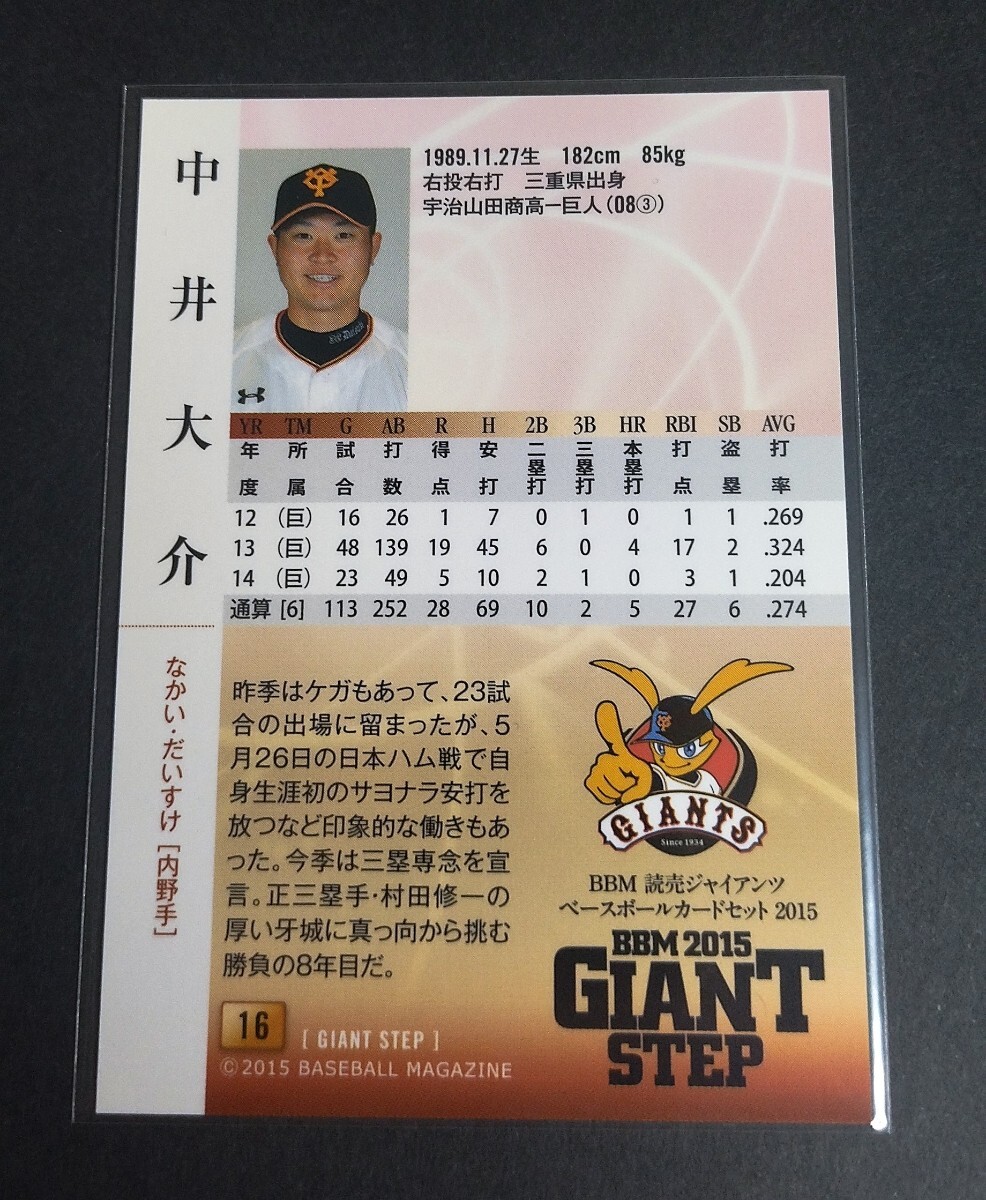 中井大介
なかい・だいすけ [内野手]
1989.11.27生 182cm 85kg
右投右打 三重県出身
宇治山田商高ー巨人(08③)
YR TM G AB R H 2B 3B HR RBI SB AVG
年度 所属 試合 打数 得点 安打 二塁打 三塁打 本塁打 打点 盗塁 打率
12 (巨) 16 26 1 7 0 1 0 1 1 .269
13 (巨) 48 139 19 45 6 0 4 17 2 .324
14 (巨) 23 49 5 10 2 1 0 3 1 .204
通算 [6] 113 252 28 69 10 2 5 27 6 .274
昨季はケガもあって、23試
合の出場に留まったが、5
月26日の日本ハム戦で自
身生涯初のサヨナラ安打を
放つなど印象的な働きもあ
った。今季は三塁専念を宣
言。正三塁手・村田修一の
厚い牙城に真っ向から挑む
勝負の8年目だ。
GIANTS
Since 1934
BBM 読売ジャイアンツ
ベースボールカードセット 2015
BBM 2015
GIANT
STEP
16 [ GIANT STEP ]
©2015 BASEBALL MAGAZINE